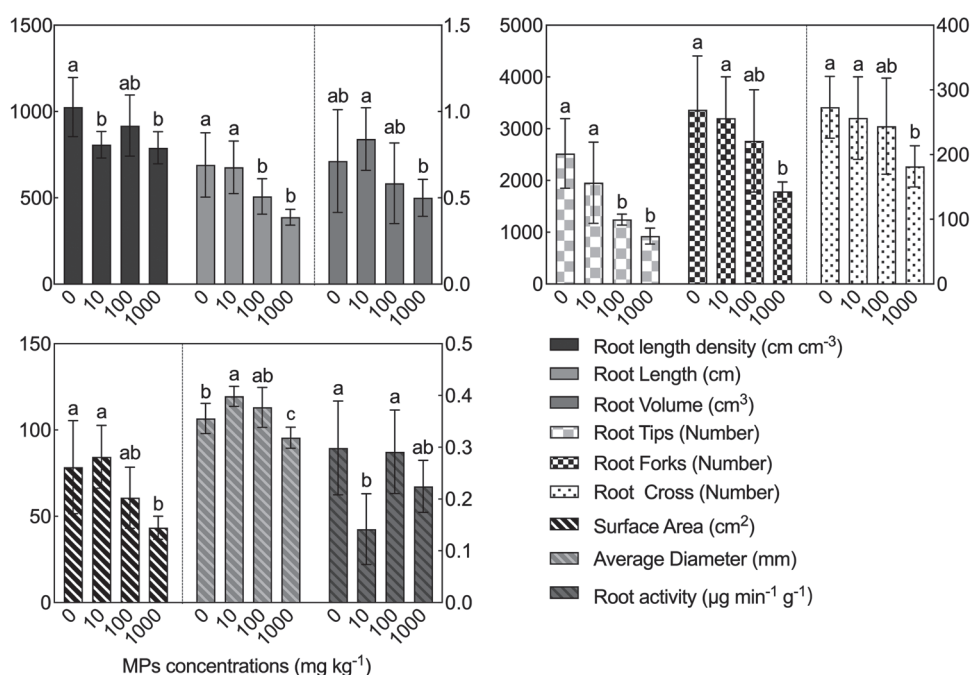 1500
1000
500
0
a
b
ab
b
a
a
b
b
ab
a
ab
b
1.5
1.0
0.5
0.0
0
10
100
1000
0
10
100
1000
0
10
100
1000
5000
4000
3000
2000
1000
0
a
a
b
b
a
a
ab
b
a
a
ab
b
400
300
200
100
0
0
10
100
1000
0
10
100
1000
0
10
100
1000
150
100
50
0
a
a
ab
b
b
a
ab
c
a
b
a
ab
0.5
0.4
0.3
0.2
0.1
0.0
0
10
100
1000
0
10
100
1000
0
10
100
1000
MPs concentrations (mg kg⁻¹)
Root length density (cm cm⁻³)
Root Length (cm)
Root Volume (cm³)
Root Tips (Number)
Root Forks (Number)
Root Cross (Number)
Surface Area (cm²)
Average Diameter (mm)
Root activity (µg min⁻¹ g⁻¹)